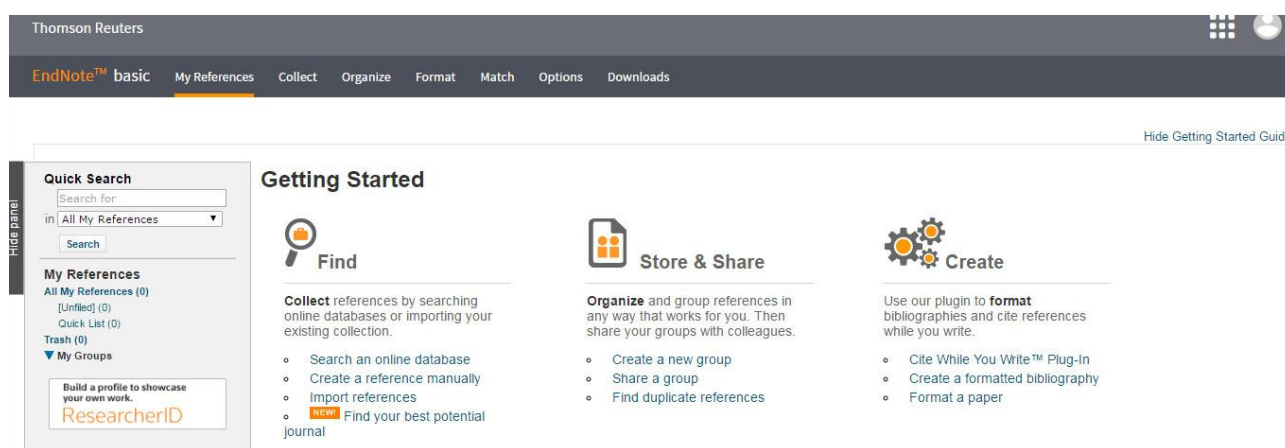 Thomson Reuters
EndNote™ basic My References Collect Organize Format Match Options Downloads
Hide Getting Started Guid
Hide panel
Quick Search
Search for
in All My References
Search
My References
All My References (0)
[Unfiled] (0)
Quick List (0)
Trash (0)
My Groups
Build a profile to showcase
your own work.
ResearcherID
Getting Started
Find
Collect references by searching
online databases or importing your
existing collection.
Search an online database
Create a reference manually
Import references
NEW! Find your best potential
journal
Store & Share
Organize and group references in
any way that works for you. Then
share your groups with colleagues.
Create a new group
Share a group
Find duplicate references
Create
Use our plugin to format
bibliographies and cite references
while you write.
Cite While You Write™ Plug-In
Create a formatted bibliography
Format a paper